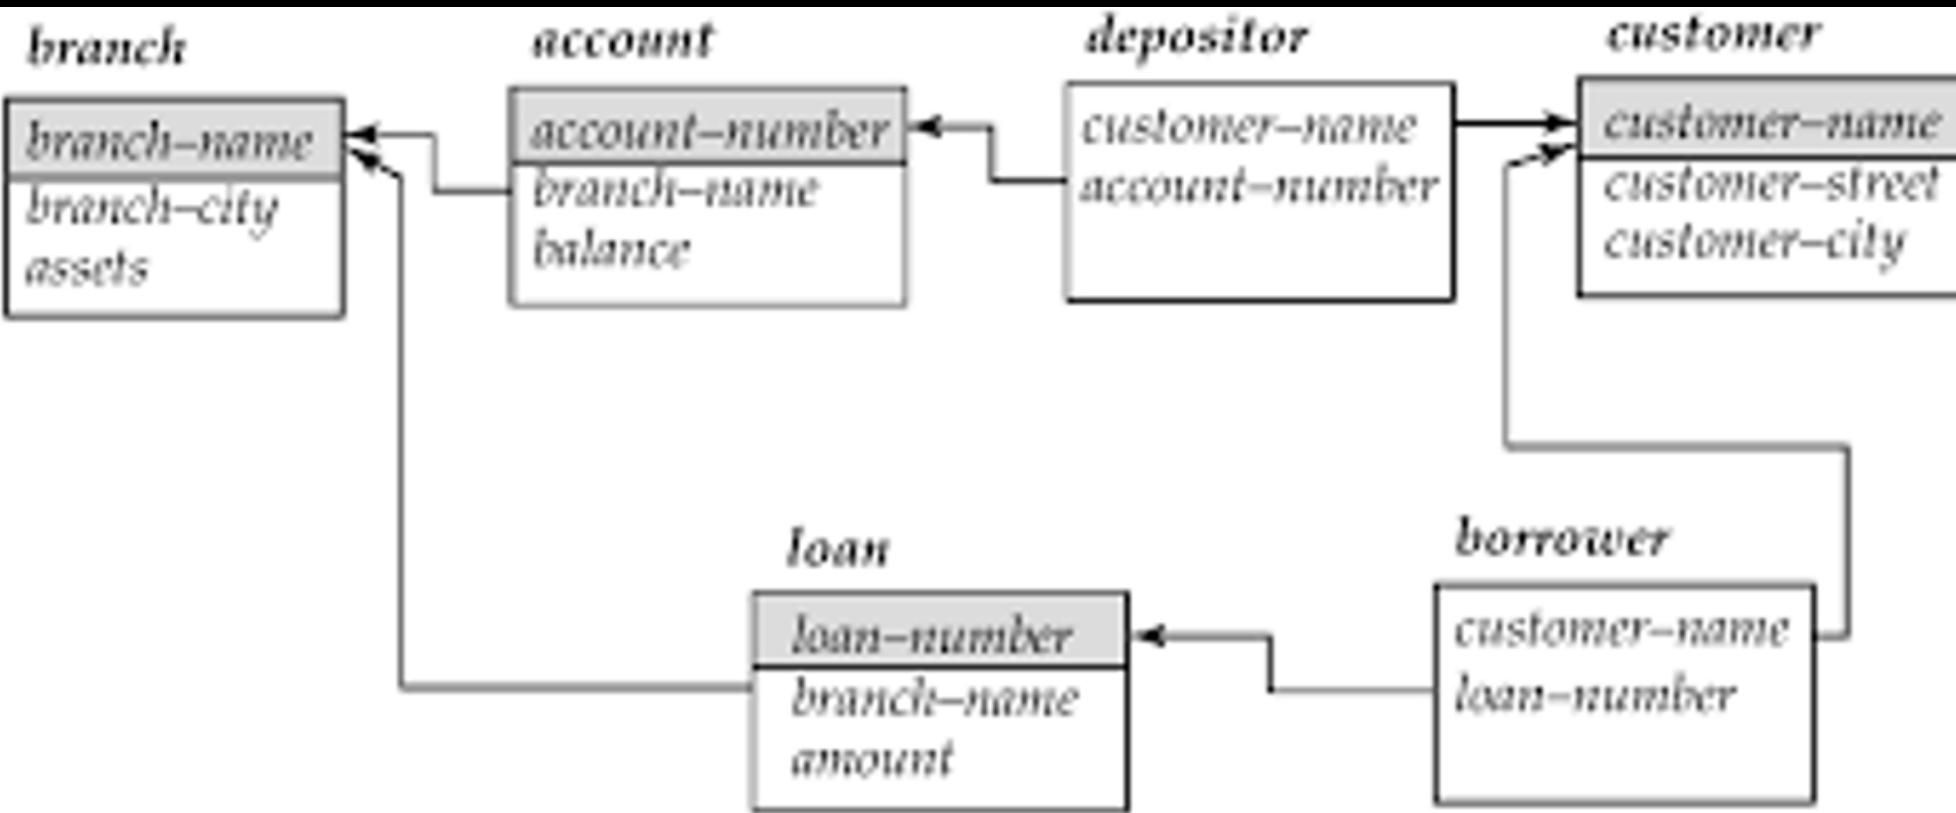 branch
branch–name
branch–city
assets
account
account–number
branch–name
balance
depositor
customer–name
account–number
customer
customer–name
customer–street
customer–city
loan
loan–number
branch–name
amount
borrower
customer–name
loan–number